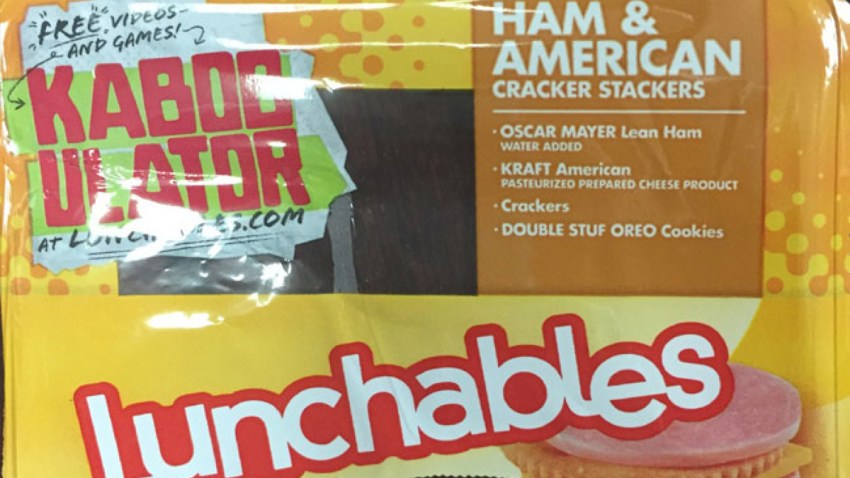 FREE VIDEOS-
AND GAMES!
KABOO
ULATOR
AT .COM
HAM &
AMERICAN
CRACKER STACKERS
· OSCAR MAYER Lean Ham
WATER ADDED
· KRAFT American
PASTEURIZED PREPARED CHEESE PRODUCT
· Crackers
· DOUBLE STUF OREO Cookies
Lunchables